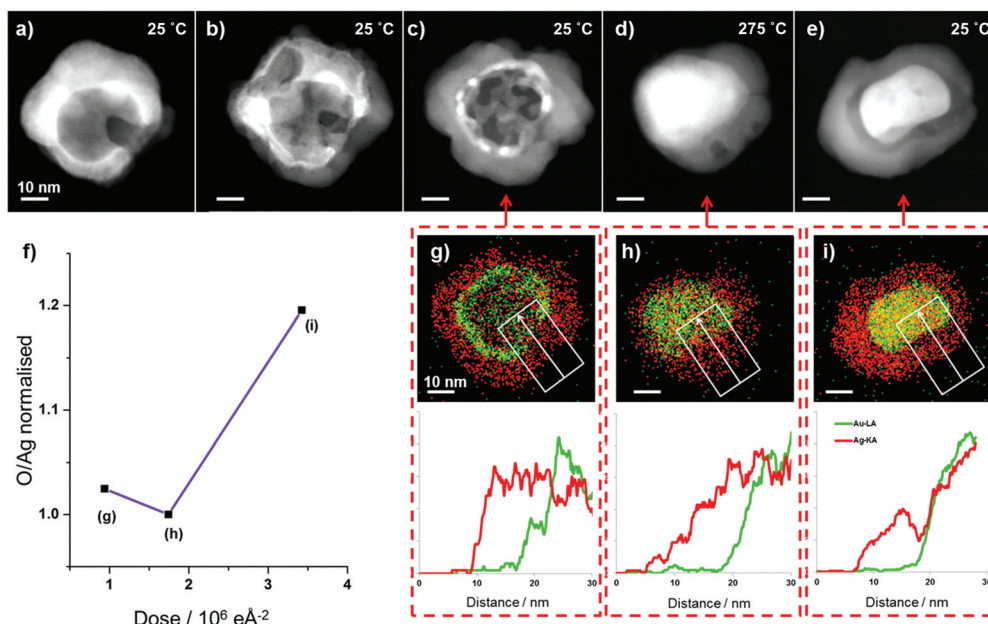 a) 25 °C
b) 25 °C
c) 25 °C
d) 275 °C
e) 25 °C
10 nm
f)
O/Ag normalised
1.2
1.1
1.0
(g)
(h)
(i)
1 2 3 4
Dose / 10⁶ eÅ⁻²
g)
10 nm
h)
i)
Au-LA
Ag-KA
0 10 20 30
Distance / nm
0 10 20 30
Distance / nm
0 10 20 30
Distance / nm